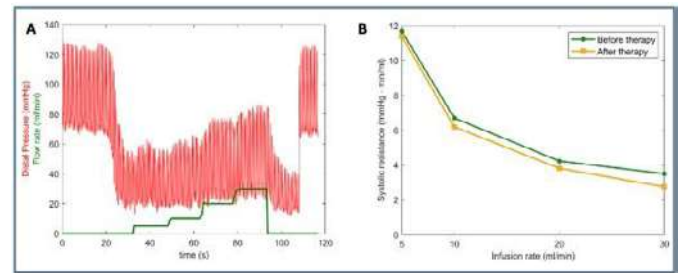 A
Distal Pressure (mmHg)
Flow rate (ml/min)
140
120
100
80
60
40
20
0
0 20 40 60 80 100 120
time (s)
B
Before therapy
After therapy
Systolic resistance (mmHg - min/ml)
12
10
8
6
4
2
0
5 10 20 30
Infusion rate (ml/min)